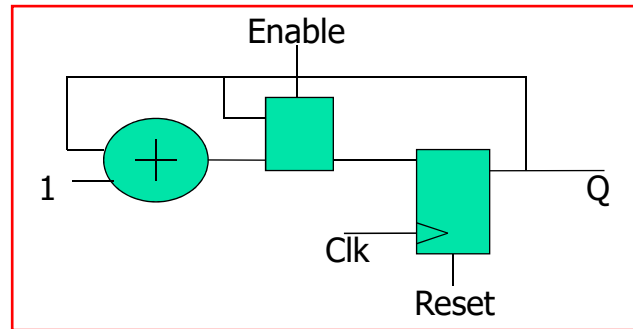 Enable
+
1
Q
Clk
Reset